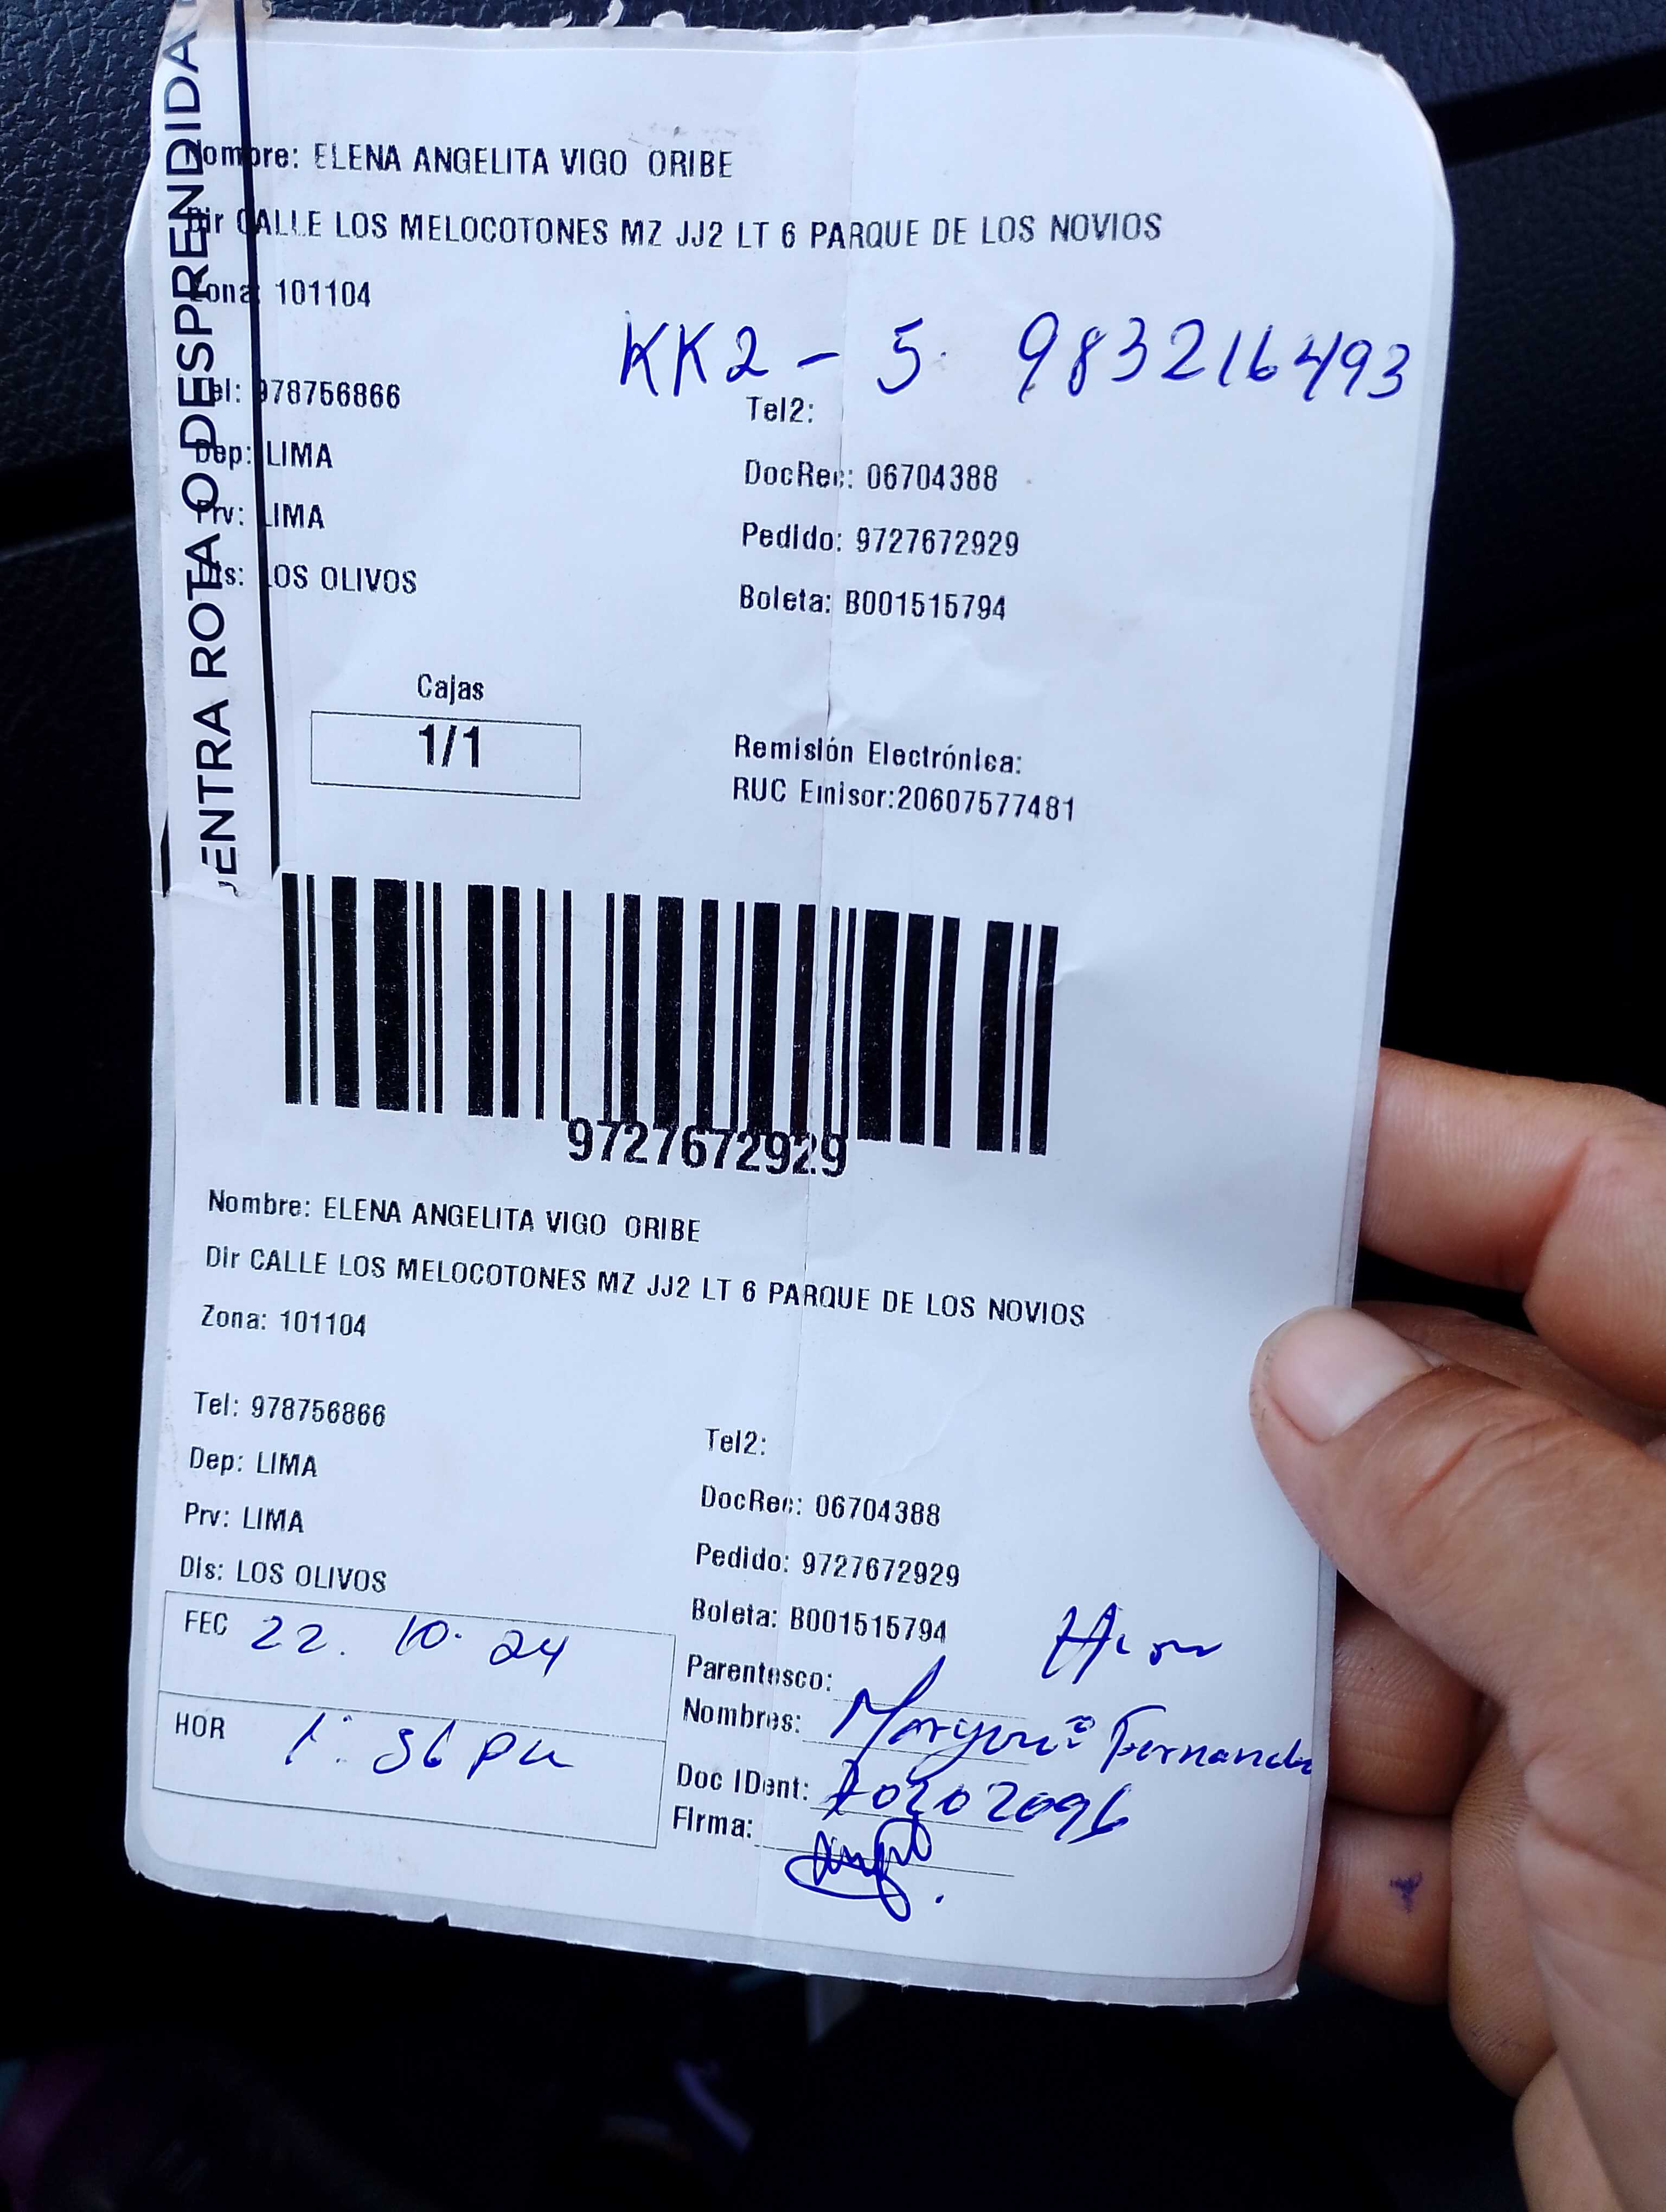 ENTRA ROTA O DESPRENDIDA
Nombre: ELENA ANGELITA VIGO ORIBE
Dir CALLE LOS MELOCOTONES MZ JJ2 LT 6 PARQUE DE LOS NOVIOS
Zona: 101104
KK2 - 5 983216493
Tel: 978756866
Tel2:
Dep: LIMA
DocRec: 06704388
Prv: LIMA
Pedido: 9727672929
Dis: LOS OLIVOS
Boleta: B001515794
Cajas
1/1
Remisión Electrónica:
RUC Emisor:20607577481
9727672929
Nombre: ELENA ANGELITA VIGO ORIBE
Dir CALLE LOS MELOCOTONES MZ JJ2 LT 6 PARQUE DE LOS NOVIOS
Zona: 101104
Tel: 978756866
Tel2:
Dep: LIMA
DocRec: 06704388
Prv: LIMA
Pedido: 9727672929
Dis: LOS OLIVOS
Boleta: B001515794
FEC 22. 10. 24
Parentesco:
Nombres: Fernanda
HOR
Doc IDent:
Firma: